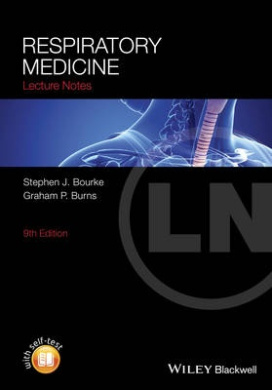 RESPIRATORY
MEDICINE
Lecture Notes
Stephen J. Bourke
Graham P. Burns
LN
9th Edition
with self-test
WILEY Blackwell